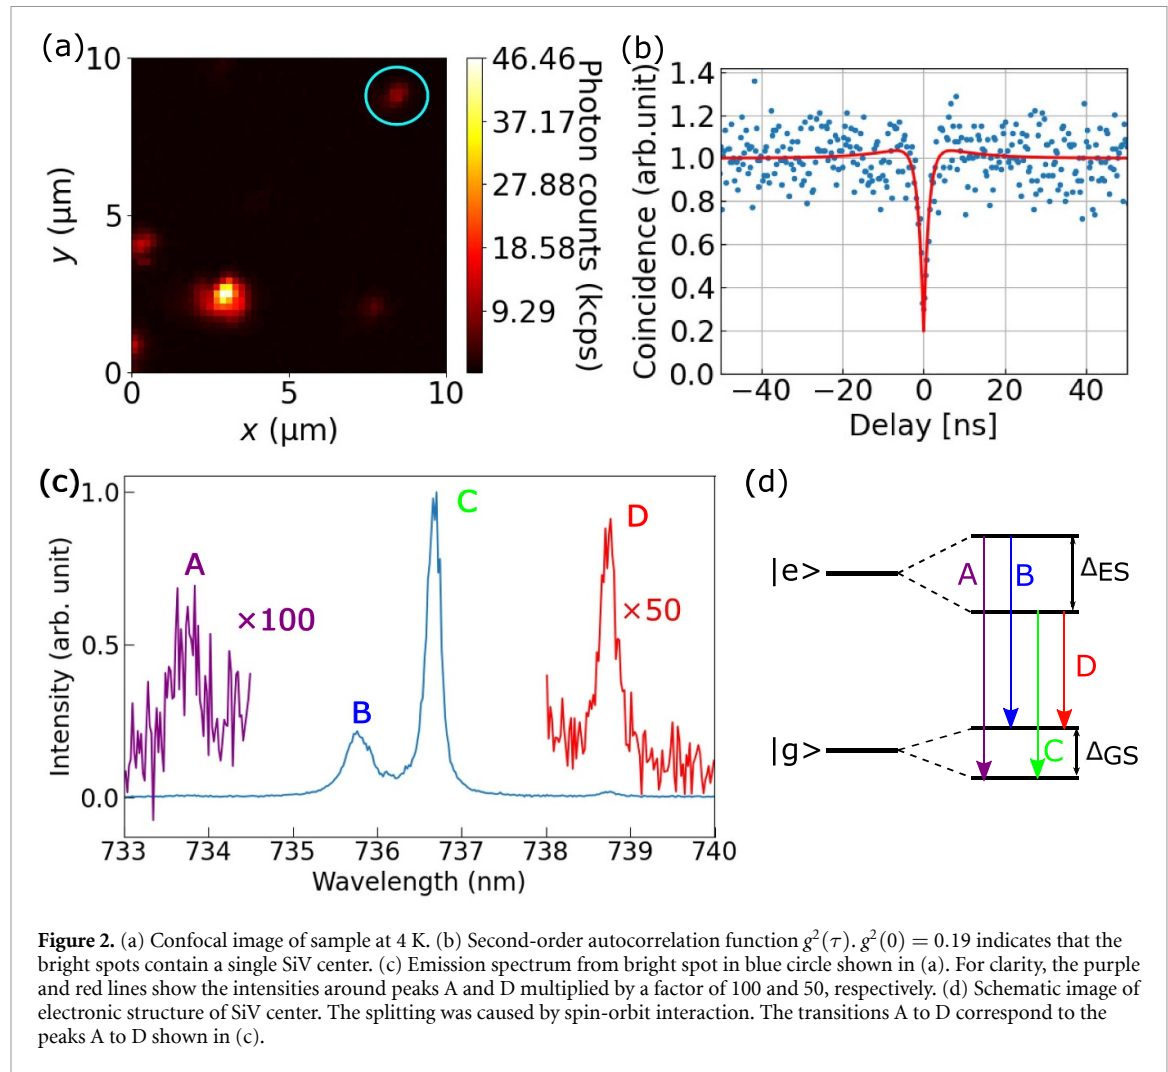 (a)
10
5
0
y (μm)
0
5
10
x (μm)
46.46
37.17
27.88
18.58
9.29
Photon counts (kcps)
(b)
1.4
1.2
1.0
0.8
0.6
0.4
0.2
0.0
Coincidence (arb.unit)
−40
−20
0
20
40
Delay [ns]
(c)
1.0
0.5
0.0
Intensity (arb. unit)
A
×100
B
C
D
×50
733
734
735
736
737
738
739
740
Wavelength (nm)
(d)
|e>
A
B
ΔES
D
|g>
C
ΔGS
Figure 2. (a) Confocal image of sample at 4 K. (b) Second-order autocorrelation function g²(τ). g²(0) = 0.19 indicates that the
bright spots contain a single SiV center. (c) Emission spectrum from bright spot in blue circle shown in (a). For clarity, the purple
and red lines show the intensities around peaks A and D multiplied by a factor of 100 and 50, respectively. (d) Schematic image of
electronic structure of SiV center. The splitting was caused by spin-orbit interaction. The transitions A to D correspond to the
peaks A to D shown in (c).